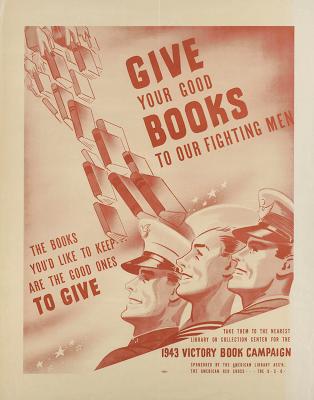 GIVE
YOUR GOOD
BOOKS
TO OUR FIGHTING MEN
THE BOOKS
YOU'D LIKE TO KEEP...
ARE THE GOOD ONES
TO GIVE
TAKE THEM TO THE NEAREST
LIBRARY OR COLLECTION CENTER FOR THE
1943 VICTORY BOOK CAMPAIGN
SPONSORED BY THE AMERICAN LIBRARY ASS'N.
THE AMERICAN RED CROSS . . . THE U·S·O·